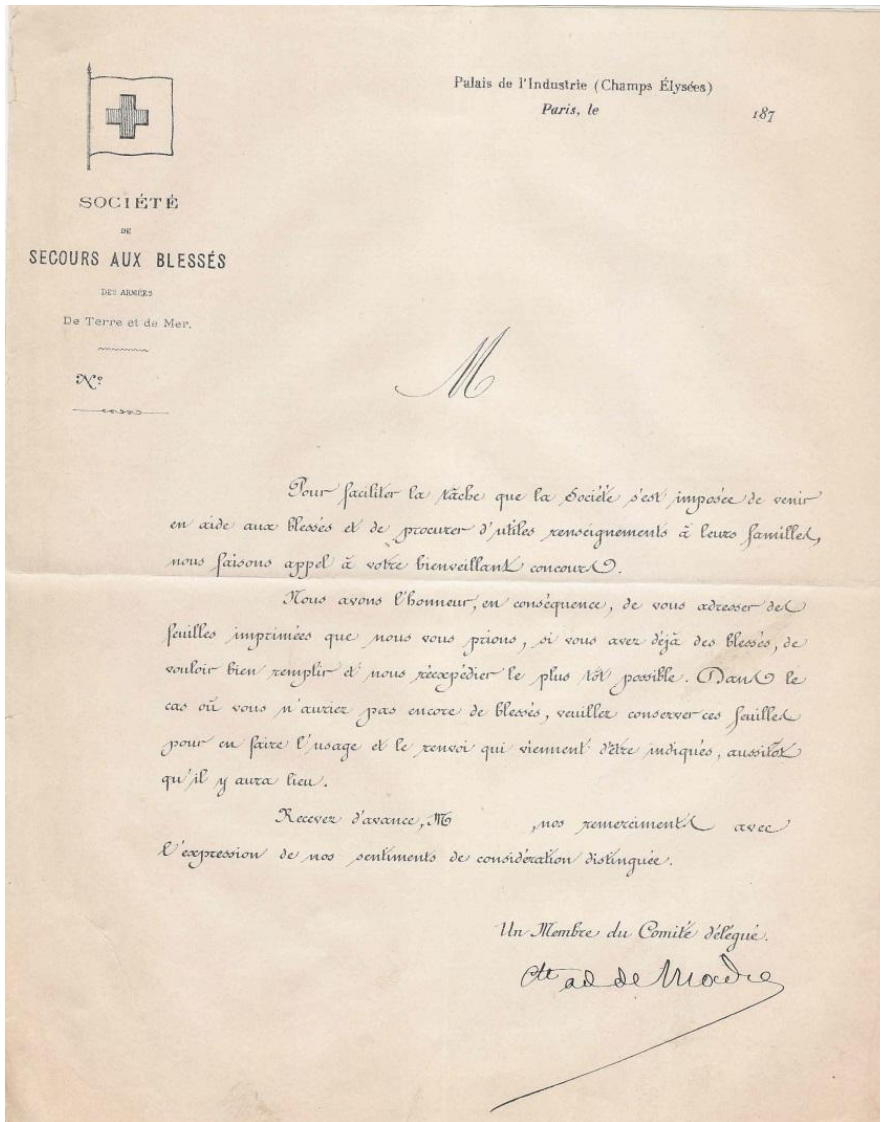 Palais de l'Industrie (Champs Élysées)
Paris, le 187
SOCIÉTÉ
DE
SECOURS AUX BLESSÉS
DES ARMÉES
De Terre et de Mer.
N°
M
Pour faciliter la tâche que la Société s'est imposée de venir
en aide aux blessés et de procurer d'utiles renseignements à leurs familles,
nous faisons appel à votre bienveillant concours.
Nous avons l'honneur, en conséquence, de vous adresser des
feuilles imprimées que nous vous prions, si vous avez déjà des blessés, de
vouloir bien remplir et nous réexpédier le plus tôt possible. Dans le
cas où vous n'auriez pas encore de blessés, veuillez conserver ces feuilles
pour en faire l'usage et le renvoi qui viennent d'être indiqués, aussitôt
qu'il y aura lieu.
Recevez d'avance, M , nos remerciments avec
l'expression de nos sentiments de considération distinguée.
Un Membre du Comité délégué.
Cte ad de Madre